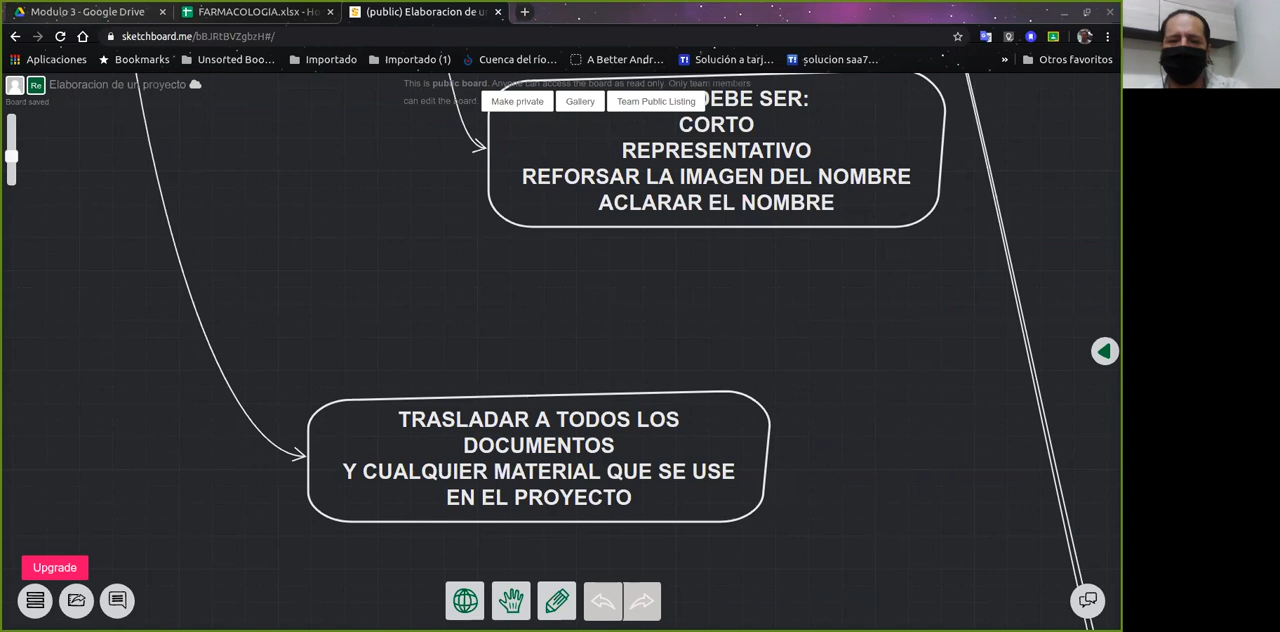 Modulo 3 - Google Drive
FARMACOLOGIA.xlsx - Ho
(public) Elaboracion de u
sketchboard.me/bBJRtBVZgbzH#/
Aplicaciones
Bookmarks
Unsorted Boo...
Importado
Importado (1)
Cuenca del río...
A Better Andr...
Solución a tarj...
solucion saa7...
»
Otros favoritos
Re
Elaboracion de un proyecto
Board saved
This is public board. Anyone can access the board as read only. Only team members
can edit the board.
Make private
Gallery
Team Public Listing
DEBE SER:
CORTO
REPRESENTATIVO
REFORSAR LA IMAGEN DEL NOMBRE
ACLARAR EL NOMBRE
TRASLADAR A TODOS LOS
DOCUMENTOS
Y CUALQUIER MATERIAL QUE SE USE
EN EL PROYECTO
Upgrade